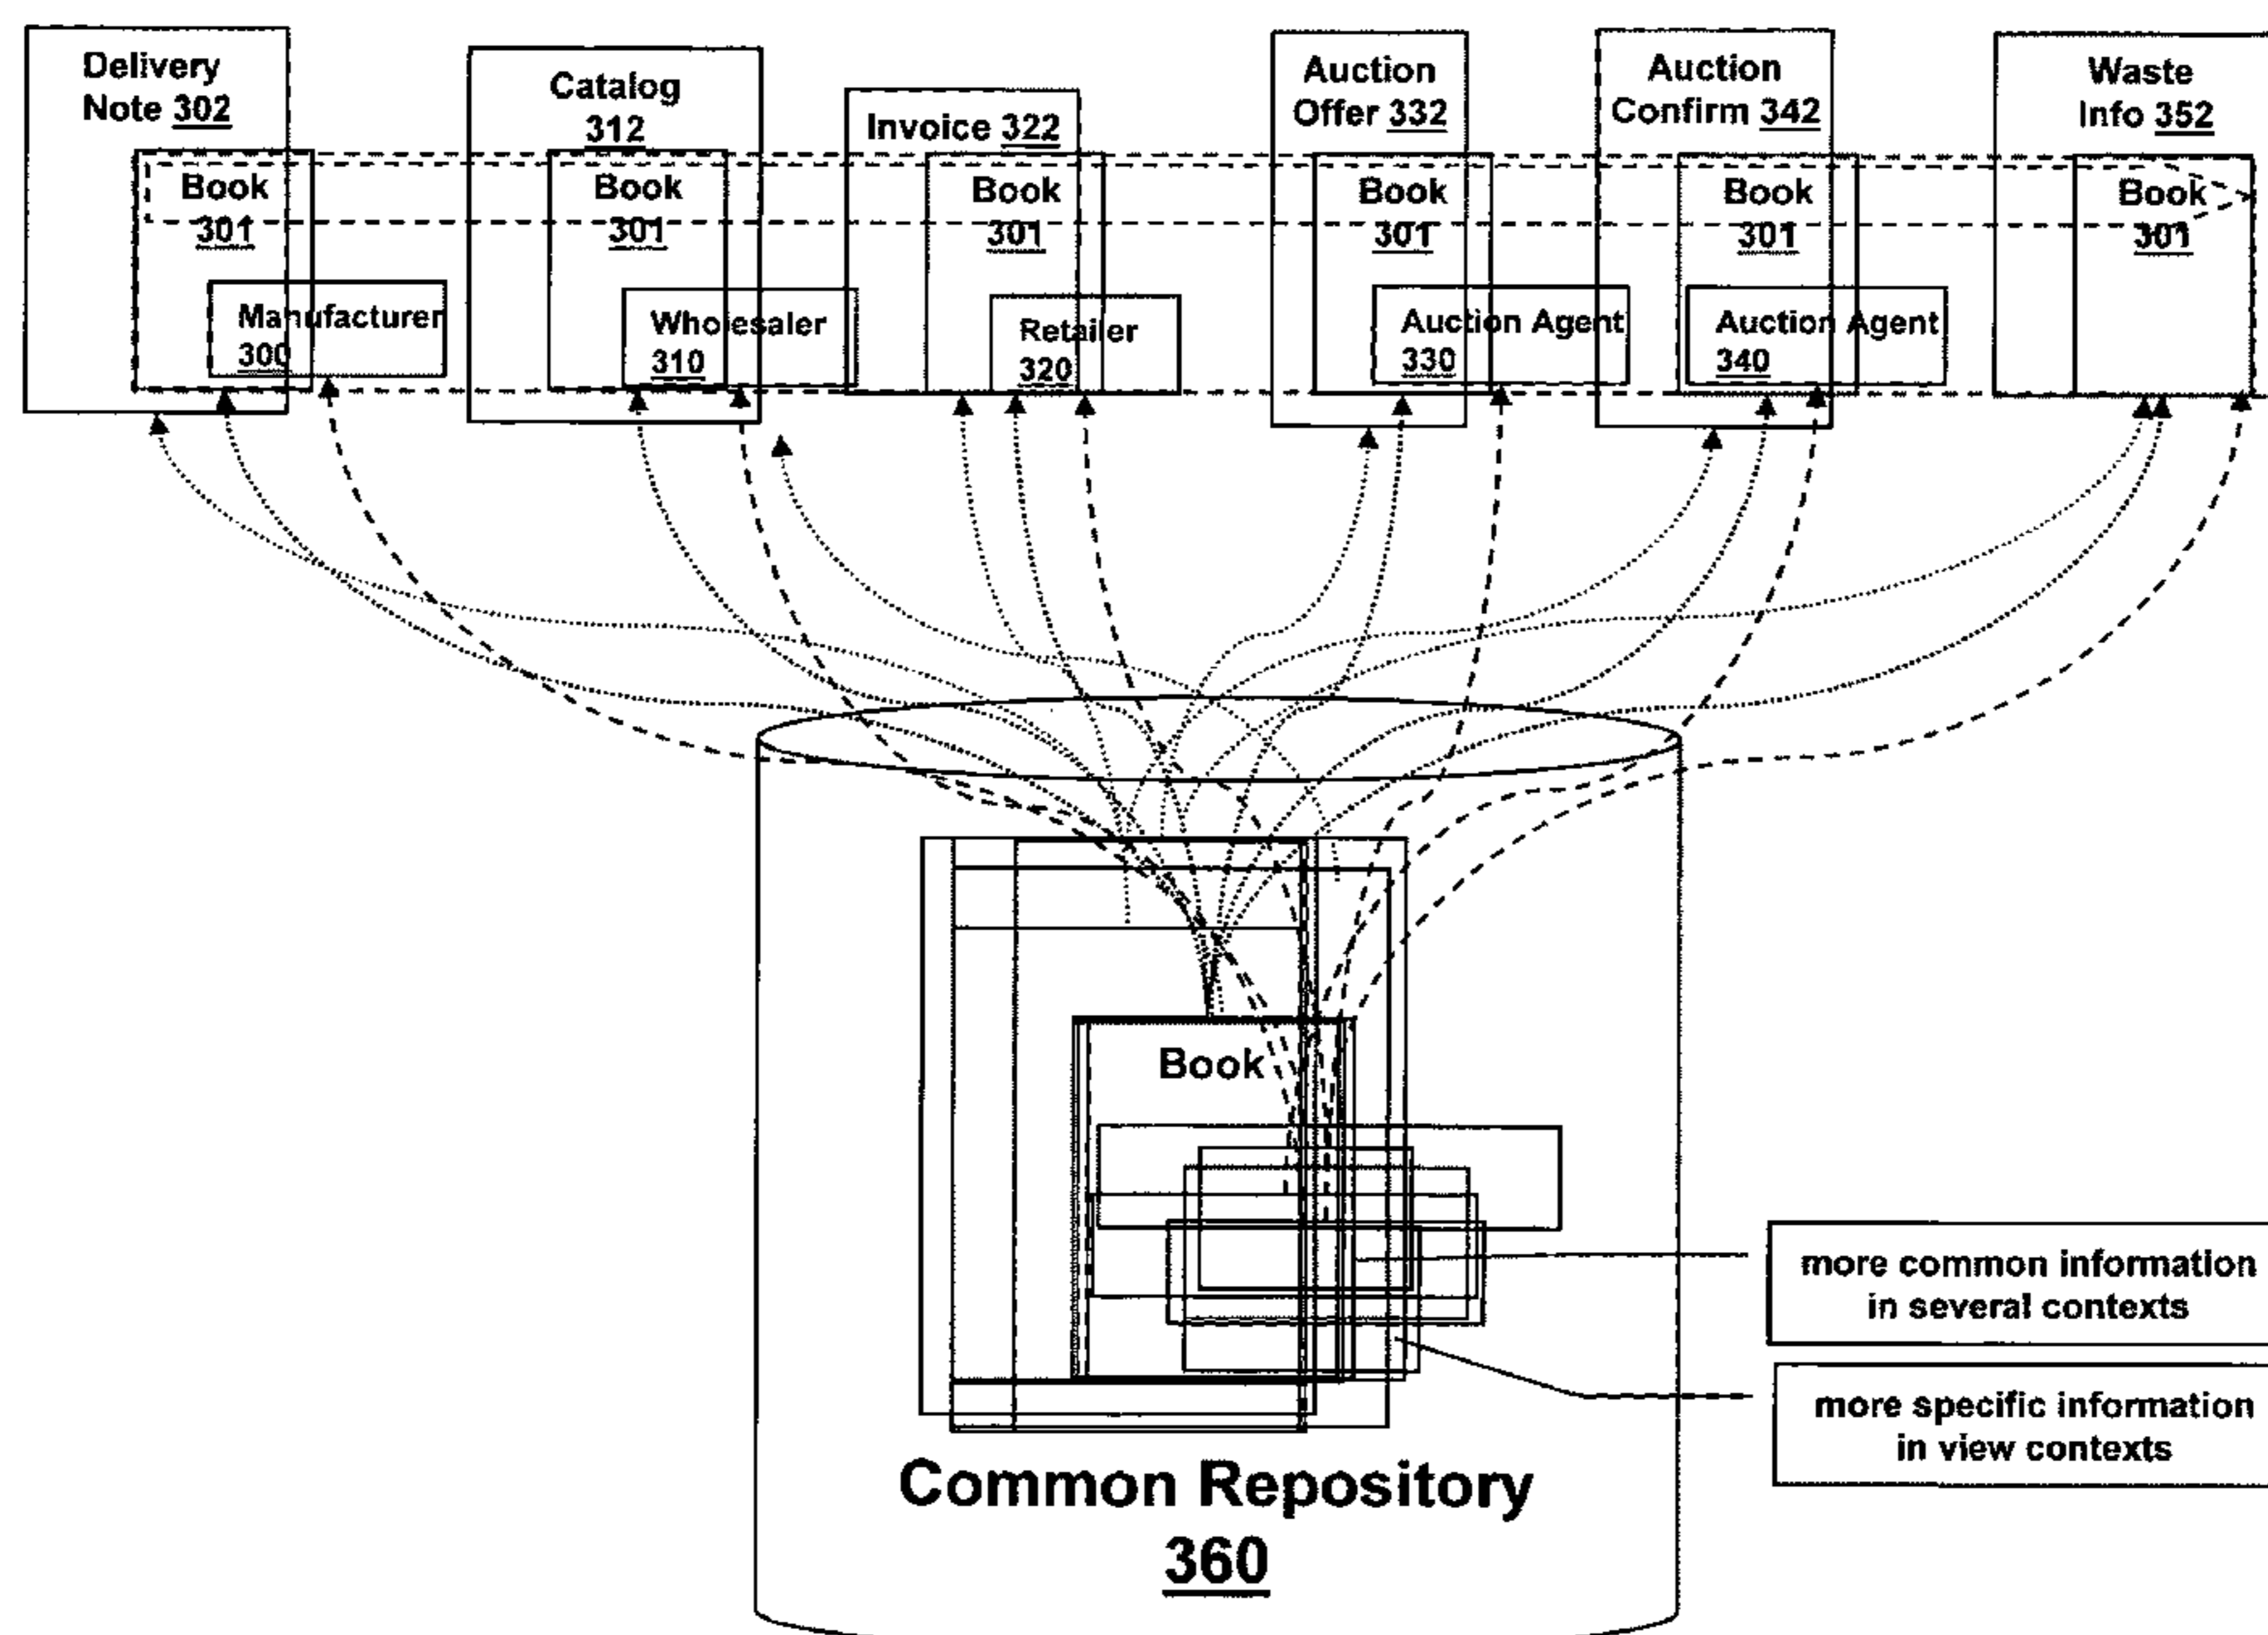 Delivery
Note 302
Catalog
312
Invoice 322
Auction
Offer 332
Auction
Confirm 342
Waste
Info 352
Book
301
Book
301
Book
301
Book
301
Book
301
Book
301
Manufacturer
300
Wholesaler
310
Retailer
320
Auction Agent
330
Auction Agent
340
Book
more common information
in several contexts
more specific information
in view contexts
Common Repository
360